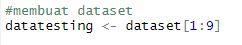 #membuat dataset
datatesting <- dataset[1:9]